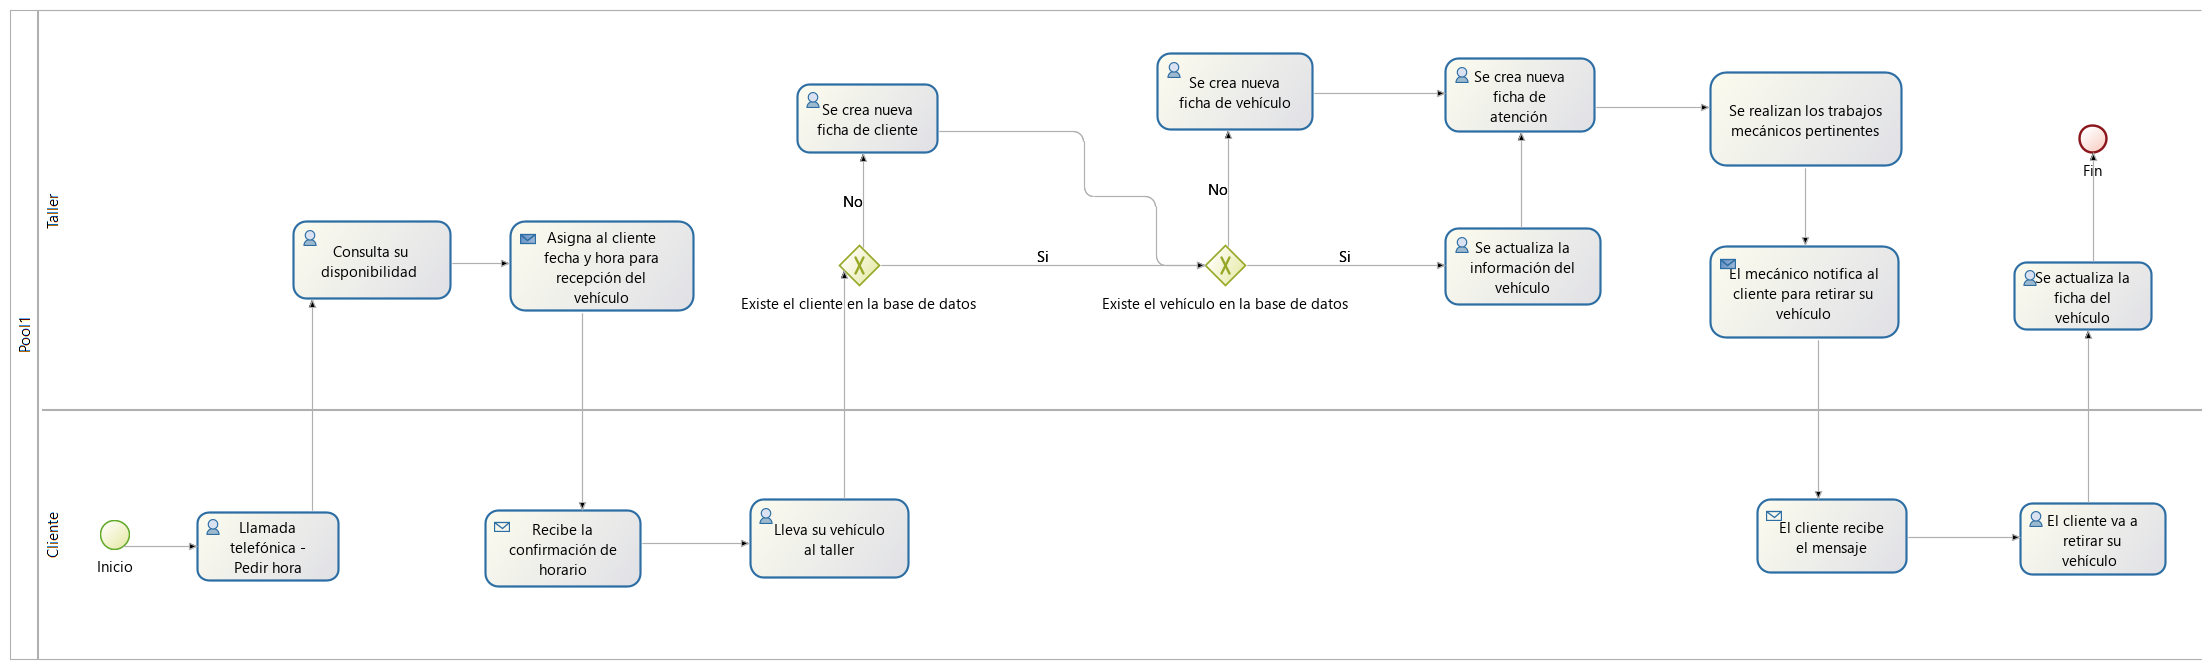 Pool1
Taller
Cliente
Inicio
Llamada
telefónica -
Pedir hora
Consulta su
disponibilidad
Asigna al cliente
fecha y hora para
recepción del
vehículo
Recibe la
confirmación de
horario
Lleva su vehículo
al taller
Existe el cliente en la base de datos
No
Si
Se crea nueva
ficha de cliente
Existe el vehículo en la base de datos
No
Si
Se crea nueva
ficha de vehículo
Se actualiza la
información del
vehículo
Se crea nueva
ficha de
atención
Se realizan los trabajos
mecánicos pertinentes
El mecánico notifica al
cliente para retirar su
vehículo
El cliente recibe
el mensaje
El cliente va a
retirar su
vehículo
Se actualiza la
ficha del
vehículo
Fin